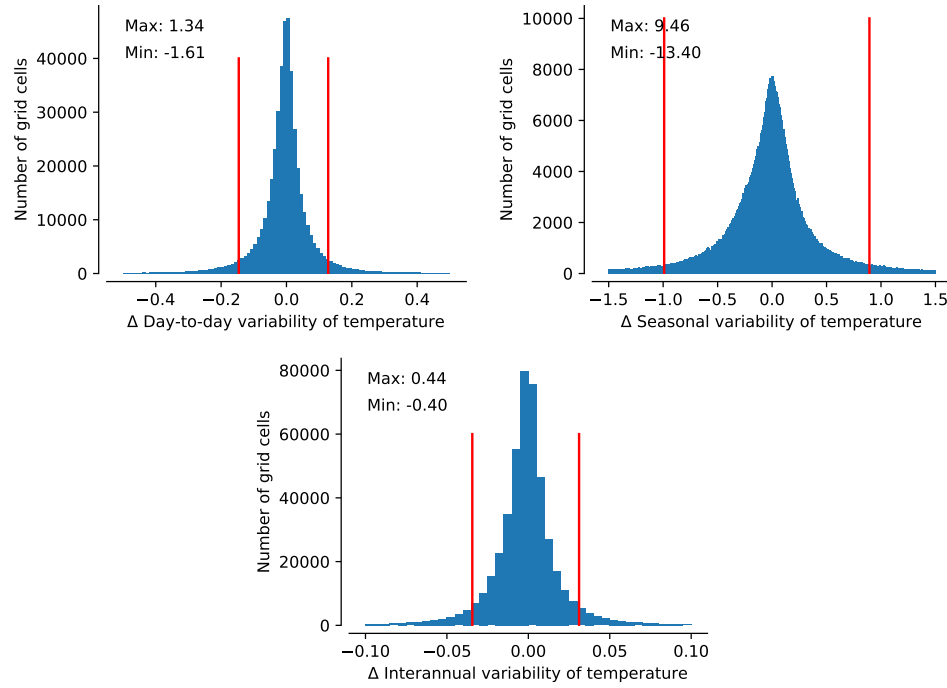 Max: 1.34
Min: -1.61
40000
30000
20000
10000
0
Number of grid cells
−0.4 −0.2 0.0 0.2 0.4
Δ Day-to-day variability of temperature
Max: 9.46
Min: -13.40
10000
8000
6000
4000
2000
0
Number of grid cells
−1.5 −1.0 −0.5 0.0 0.5 1.0 1.5
Δ Seasonal variability of temperature
Max: 0.44
Min: -0.40
80000
60000
40000
20000
0
Number of grid cells
−0.10 −0.05 0.00 0.05 0.10
Δ Interannual variability of temperature